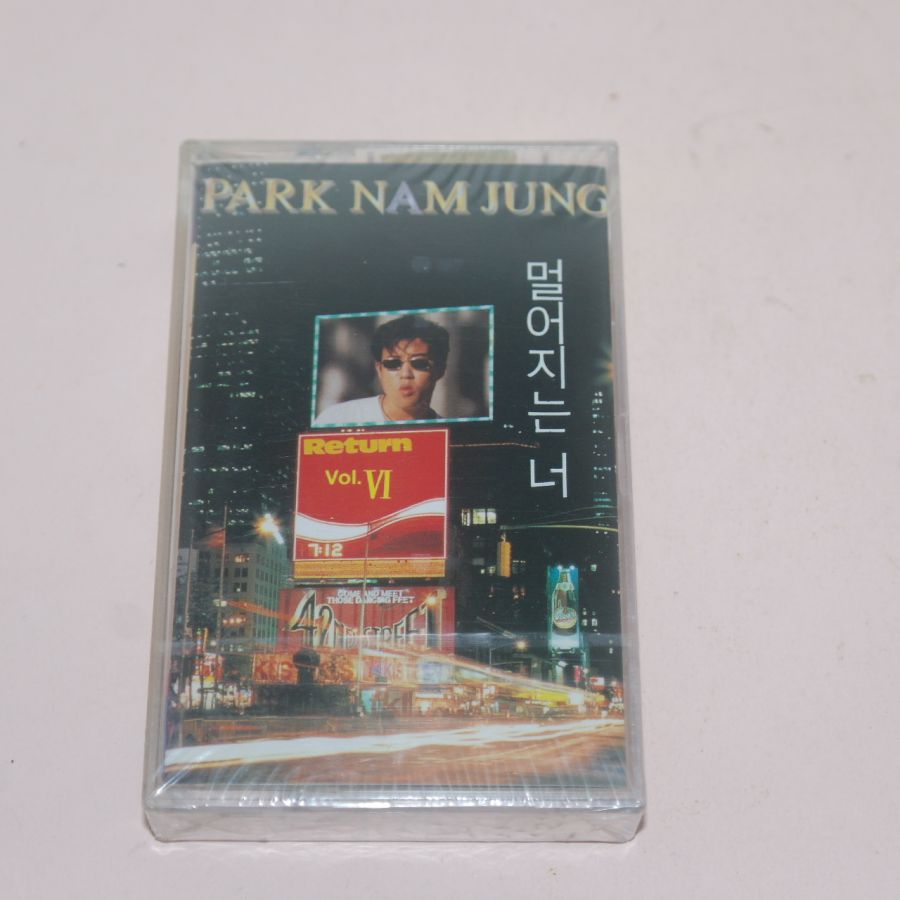 PARK NAM JUNG
멀어지는 너
Return
Vol. VI
7:12
COME AND MEET
THOSE DANCING FEET
42ND STREET